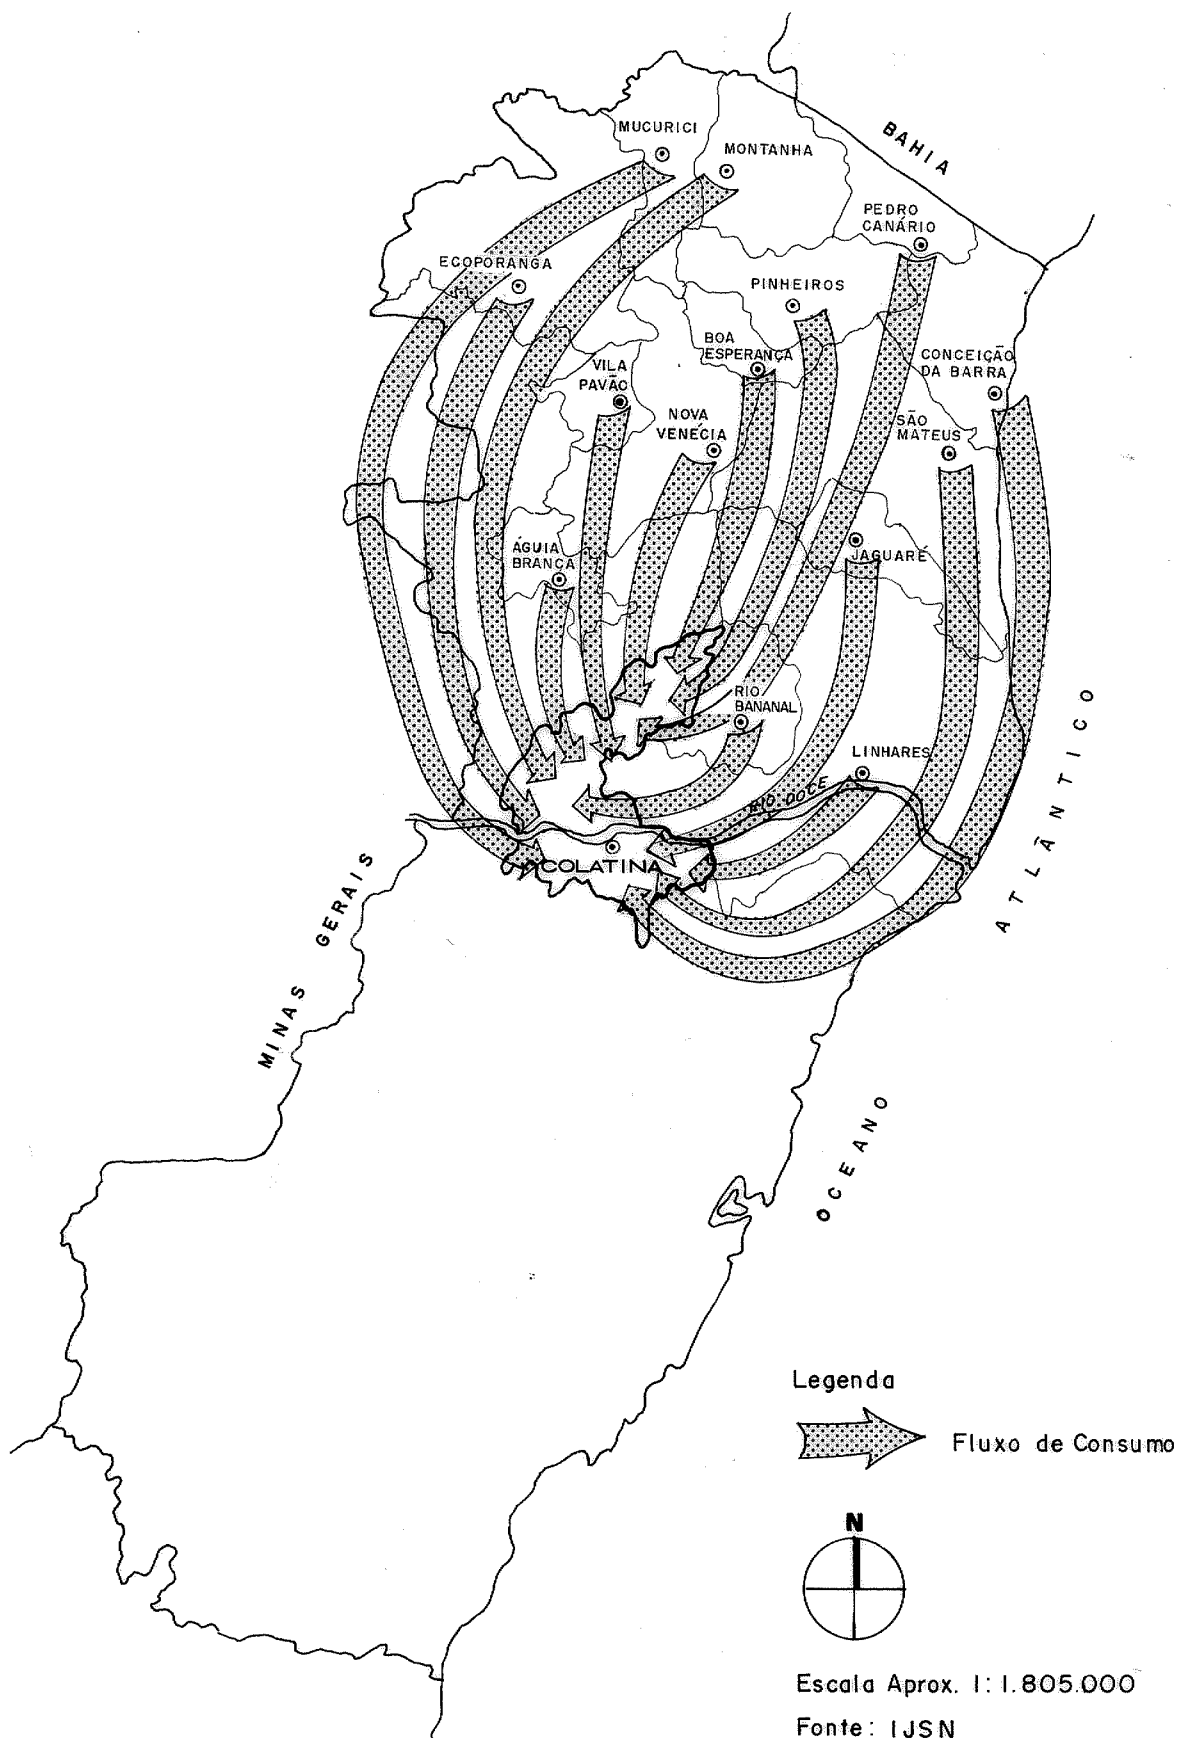 MUCURICI
MONTANHA
BAHIA
PEDRO
CANÁRIO
ECOPORANGA
PINHEIROS
BOA
ESPERANÇA
CONCEIÇÃO
DA BARRA
VILA
PAVÃO
NOVA
VENÉCIA
SÃO
MATEUS
ÁGUIA
BRANÇA
JAGUARÉ
RIO
BANANAL
LINHARES
RIO DOCE
COLATINA
MINAS GERAIS
OCEANO ATLÂNTICO
Legenda
Fluxo de Consumo
N
Escala Aprox. 1:1.805.000
Fonte: IJSN